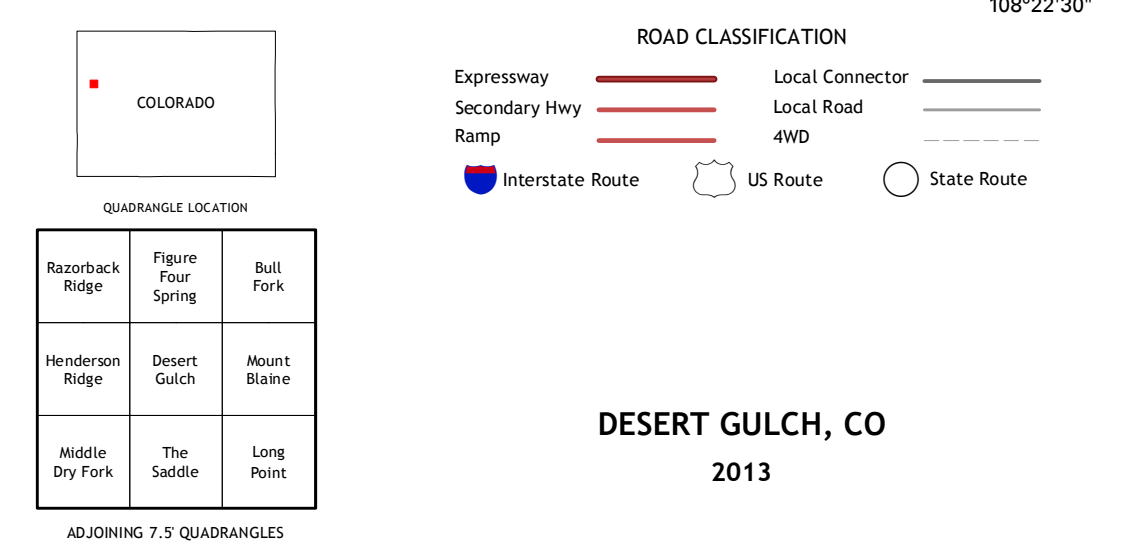 108°22'30"
ROAD CLASSIFICATION
Expressway
Local Connector
Secondary Hwy
Local Road
Ramp
4WD
Interstate Route
US Route
State Route
COLORADO
QUADRANGLE LOCATION
Razorback
Ridge
Figure
Four
Spring
Bull
Fork
Henderson
Ridge
Desert
Gulch
Mount
Blaine
Middle
Dry Fork
The
Saddle
Long
Point
ADJOINING 7.5' QUADRANGLES
DESERT GULCH, CO
2013